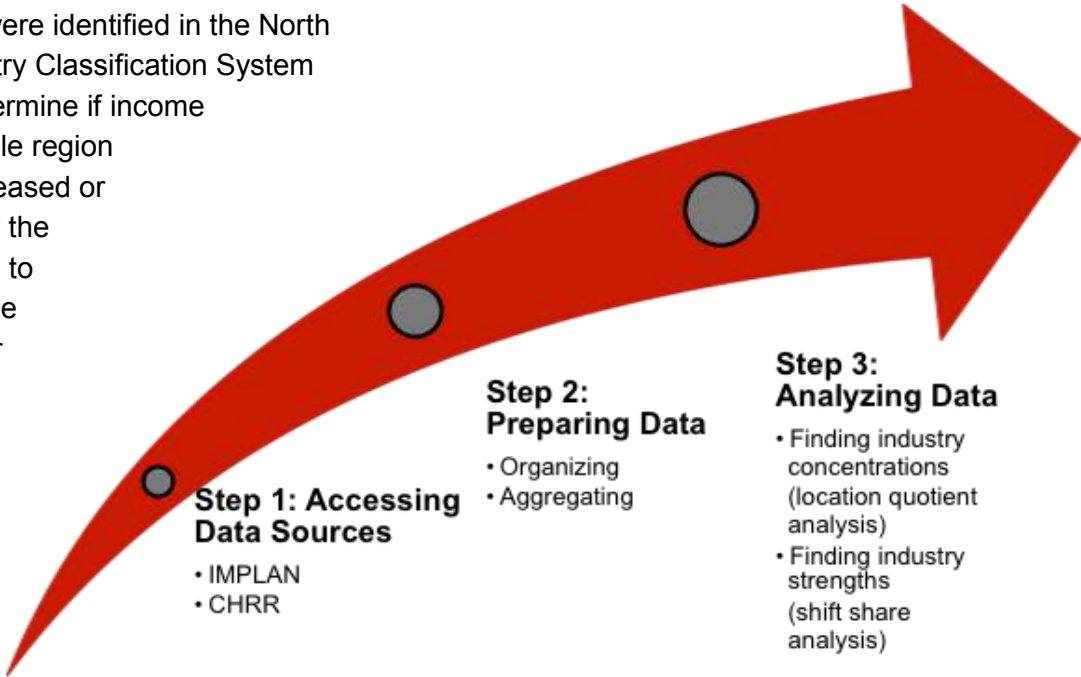 were identified in the North
try Classification System
ermine if income
le region
eased or
the
to
e
Step 1: Accessing
Data Sources
• IMPLAN
• CHRR
Step 2:
Preparing Data
• Organizing
• Aggregating
Step 3:
Analyzing Data
• Finding industry
concentrations
(location quotient
analysis)
• Finding industry
strengths
(shift share
analysis)